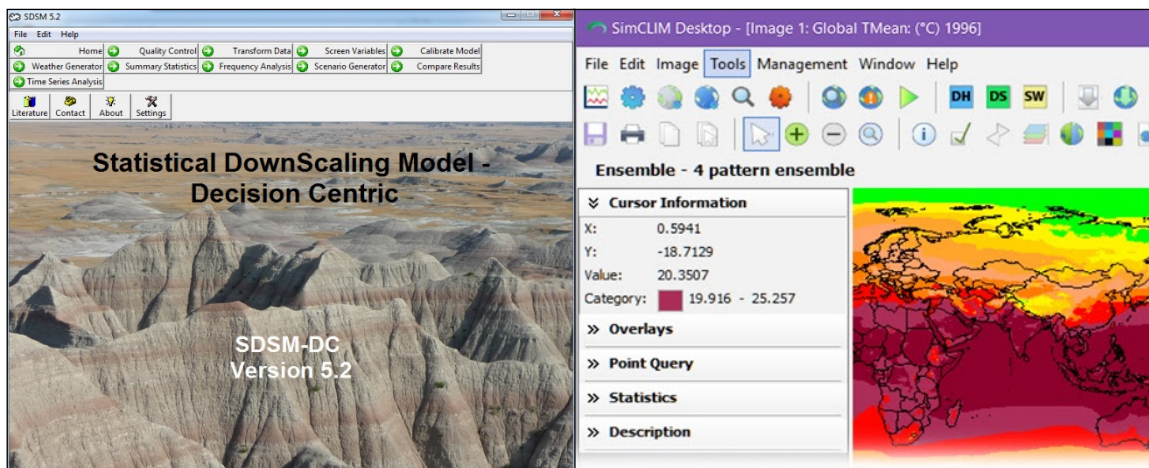 SDSM 5.2
File Edit Help
Home Quality Control Transform Data Screen Variables Calibrate Model
Weather Generator Summary Statistics Frequency Analysis Scenario Generator Compare Results
Time Series Analysis
Literature Contact About Settings
Statistical DownScaling Model -
Decision Centric
SDSM-DC
Version 5.2
SimCLIM Desktop - [Image 1: Global TMean: (°C) 1996]
File Edit Image Tools Management Window Help
DH DS SW
Ensemble - 4 pattern ensemble
Cursor Information
X: 0.5941
Y: -18.7129
Value: 20.3507
Category: 19.916 - 25.257
Overlays
Point Query
Statistics
Description